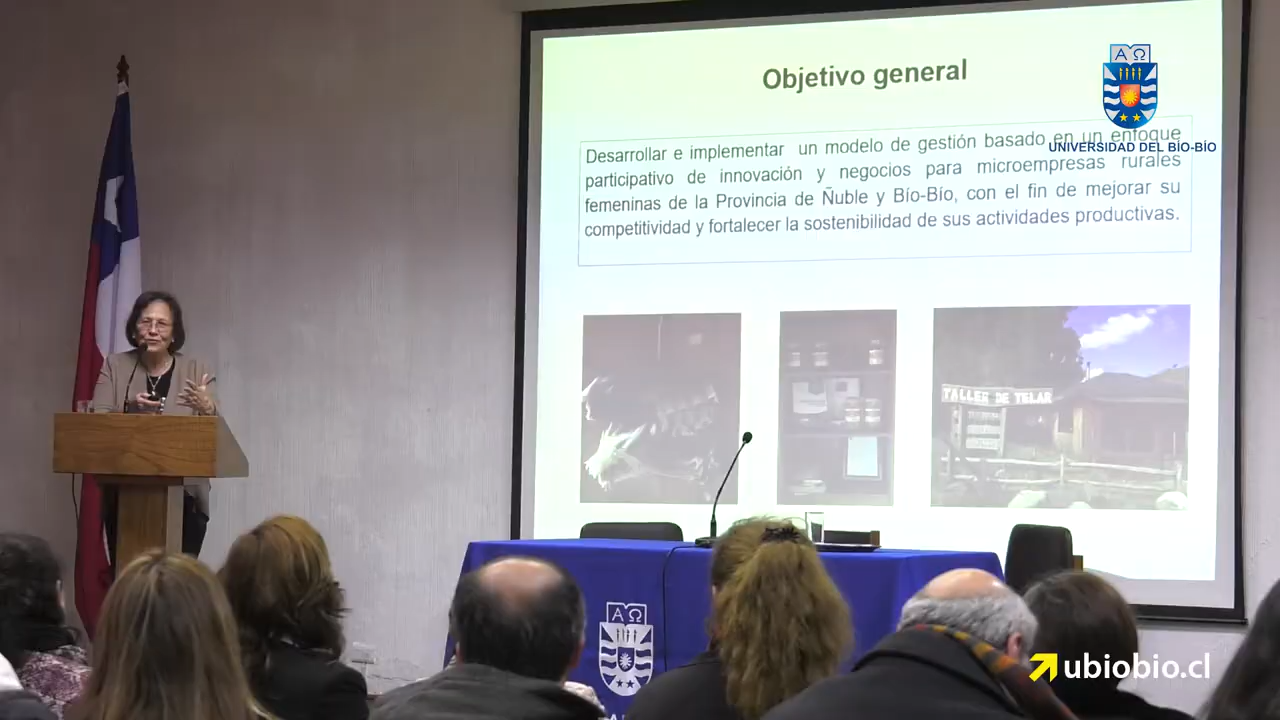 Objetivo general
ΑΩ
UNIVERSIDAD DEL BÍO-BÍO
Desarrollar e implementar un modelo de gestión basado en un enfoque
participativo de innovación y negocios para microempresas rurales
femeninas de la Provincia de Ñuble y Bío-Bío, con el fin de mejorar su
competitividad y fortalecer la sostenibilidad de sus actividades productivas.
TALLER DE TELAR
ΑΩ
ubiobio.cl